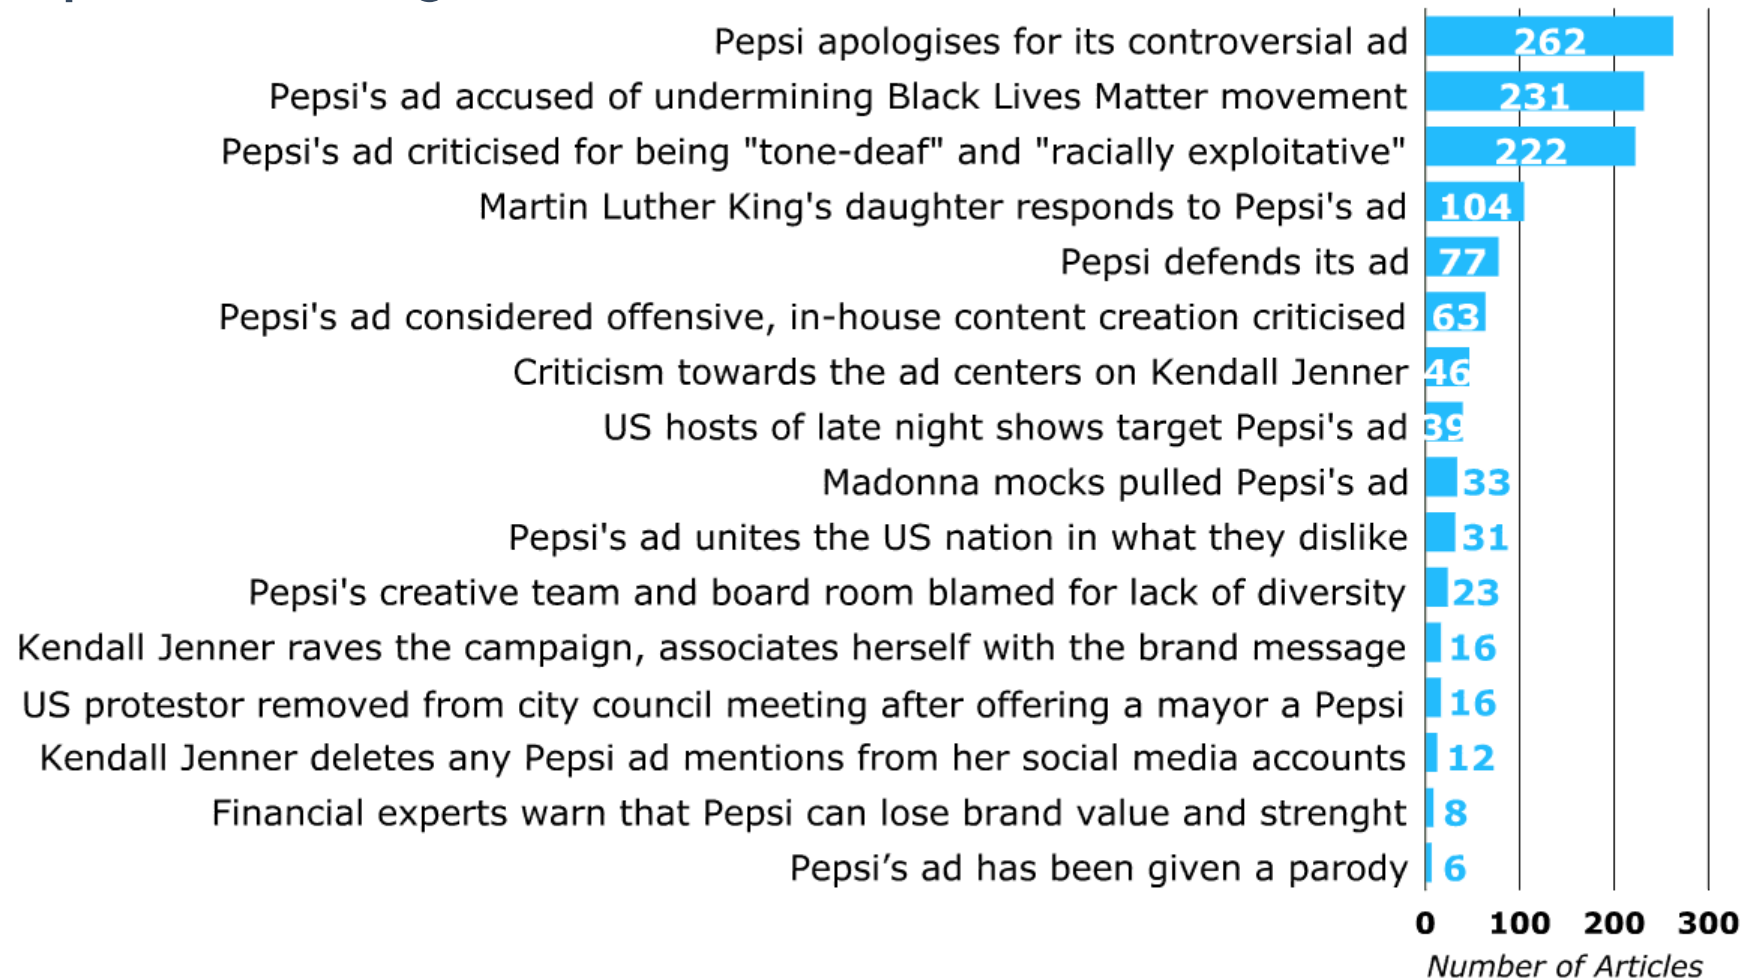 Pepsi apologises for its controversial ad 262
Pepsi's ad accused of undermining Black Lives Matter movement 231
Pepsi's ad criticised for being "tone-deaf" and "racially exploitative" 222
Martin Luther King's daughter responds to Pepsi's ad 104
Pepsi defends its ad 77
Pepsi's ad considered offensive, in-house content creation criticised 63
Criticism towards the ad centers on Kendall Jenner 46
US hosts of late night shows target Pepsi's ad 39
Madonna mocks pulled Pepsi's ad 33
Pepsi's ad unites the US nation in what they dislike 31
Pepsi's creative team and board room blamed for lack of diversity 23
Kendall Jenner raves the campaign, associates herself with the brand message 16
US protestor removed from city council meeting after offering a mayor a Pepsi 16
Kendall Jenner deletes any Pepsi ad mentions from her social media accounts 12
Financial experts warn that Pepsi can lose brand value and strenght 8
Pepsi’s ad has been given a parody 6
0 100 200 300
Number of Articles